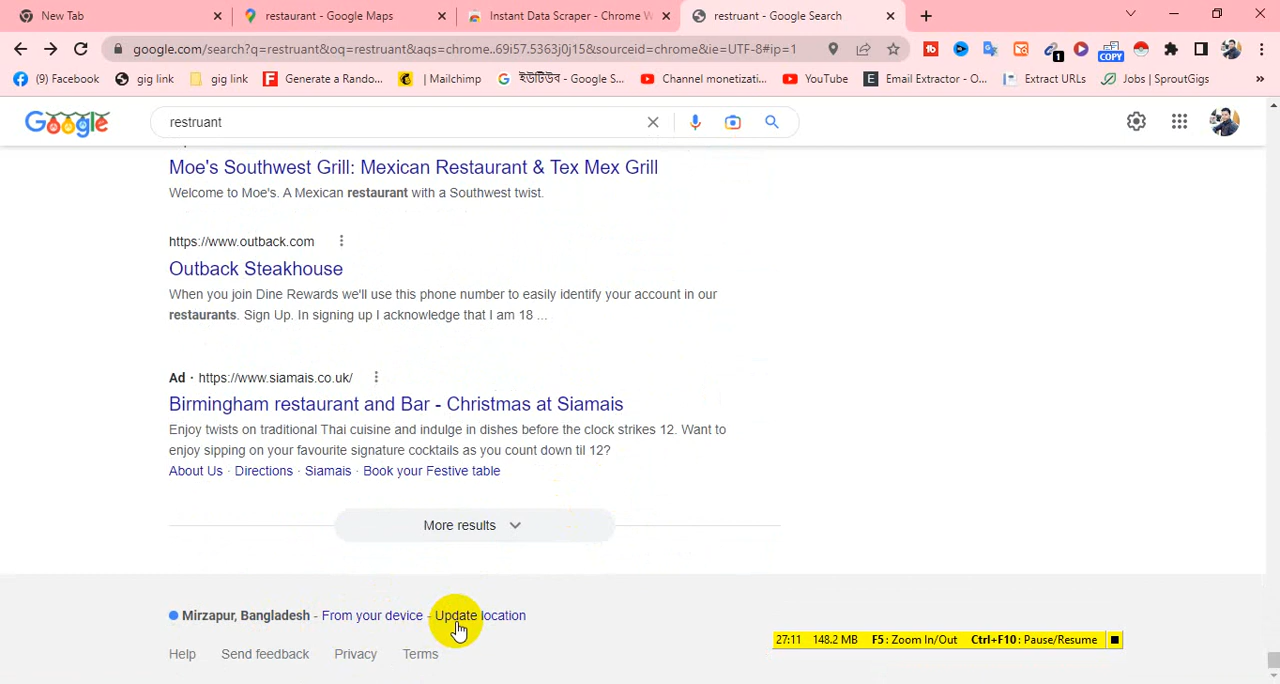 New Tab
restaurant - Google Maps
Instant Data Scraper - Chrome W
restruant - Google Search
google.com/search?q=restruant&oq=restruant&aqs=chrome..69i57.5363j0j15&sourceid=chrome&ie=UTF-8#ip=1
1
COPY
(9) Facebook
gig link
gig link
Generate a Rando...
| Mailchimp
ইউটিউব - Google S...
Channel monetizati...
YouTube
Email Extractor - O...
Extract URLs
Jobs | SproutGigs
»
Google
restruant
Moe's Southwest Grill: Mexican Restaurant & Tex Mex Grill
Welcome to Moe's. A Mexican restaurant with a Southwest twist.
https://www.outback.com
Outback Steakhouse
When you join Dine Rewards we'll use this phone number to easily identify your account in our
restaurants. Sign Up. In signing up I acknowledge that I am 18 ...
Ad · https://www.siamais.co.uk/
Birmingham restaurant and Bar - Christmas at Siamais
Enjoy twists on traditional Thai cuisine and indulge in dishes before the clock strikes 12. Want to
enjoy sipping on your favourite signature cocktails as you count down til 12?
About Us · Directions · Siamais · Book your Festive table
More results
Mirzapur, Bangladesh - From your device - Update location
27:11 148.2 MB F5: Zoom In/Out Ctrl+F10: Pause/Resume
Help Send feedback Privacy Terms